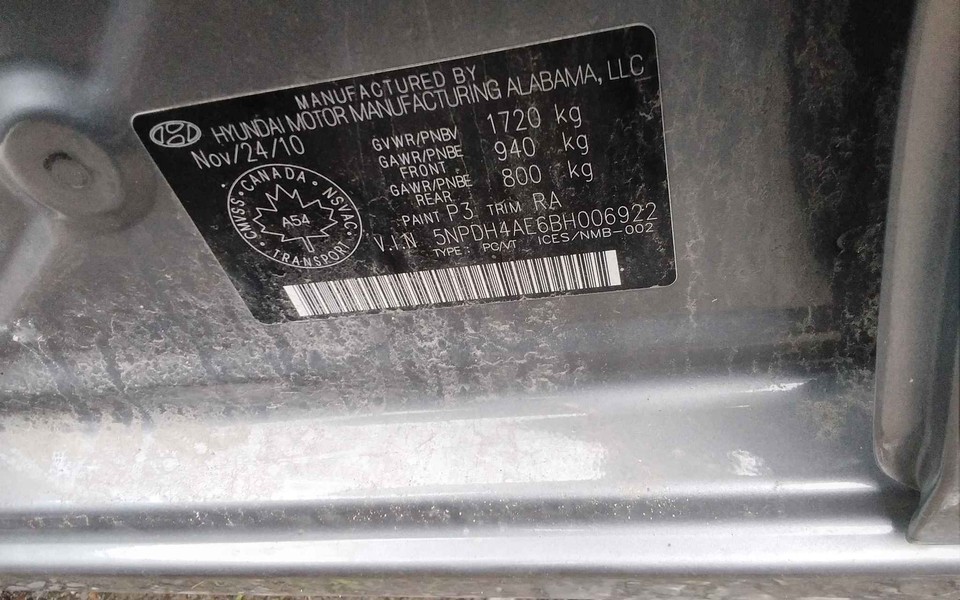 MANUFACTURED BY
HYUNDAI MOTOR MANUFACTURING ALABAMA, LLC
Nov/24/10
GVWR/PNBV 1720 kg
GAWR/PNBE FRONT 940 kg
GAWR/PNBE REAR 800 kg
CANADA • NSVAC • TRANSPORT • CMVSS
A54
PAINT P3 TRIM RA
V.I.N 5NPDH4AE6BH006922
TYPE: PC/VT ICES/NMB-002